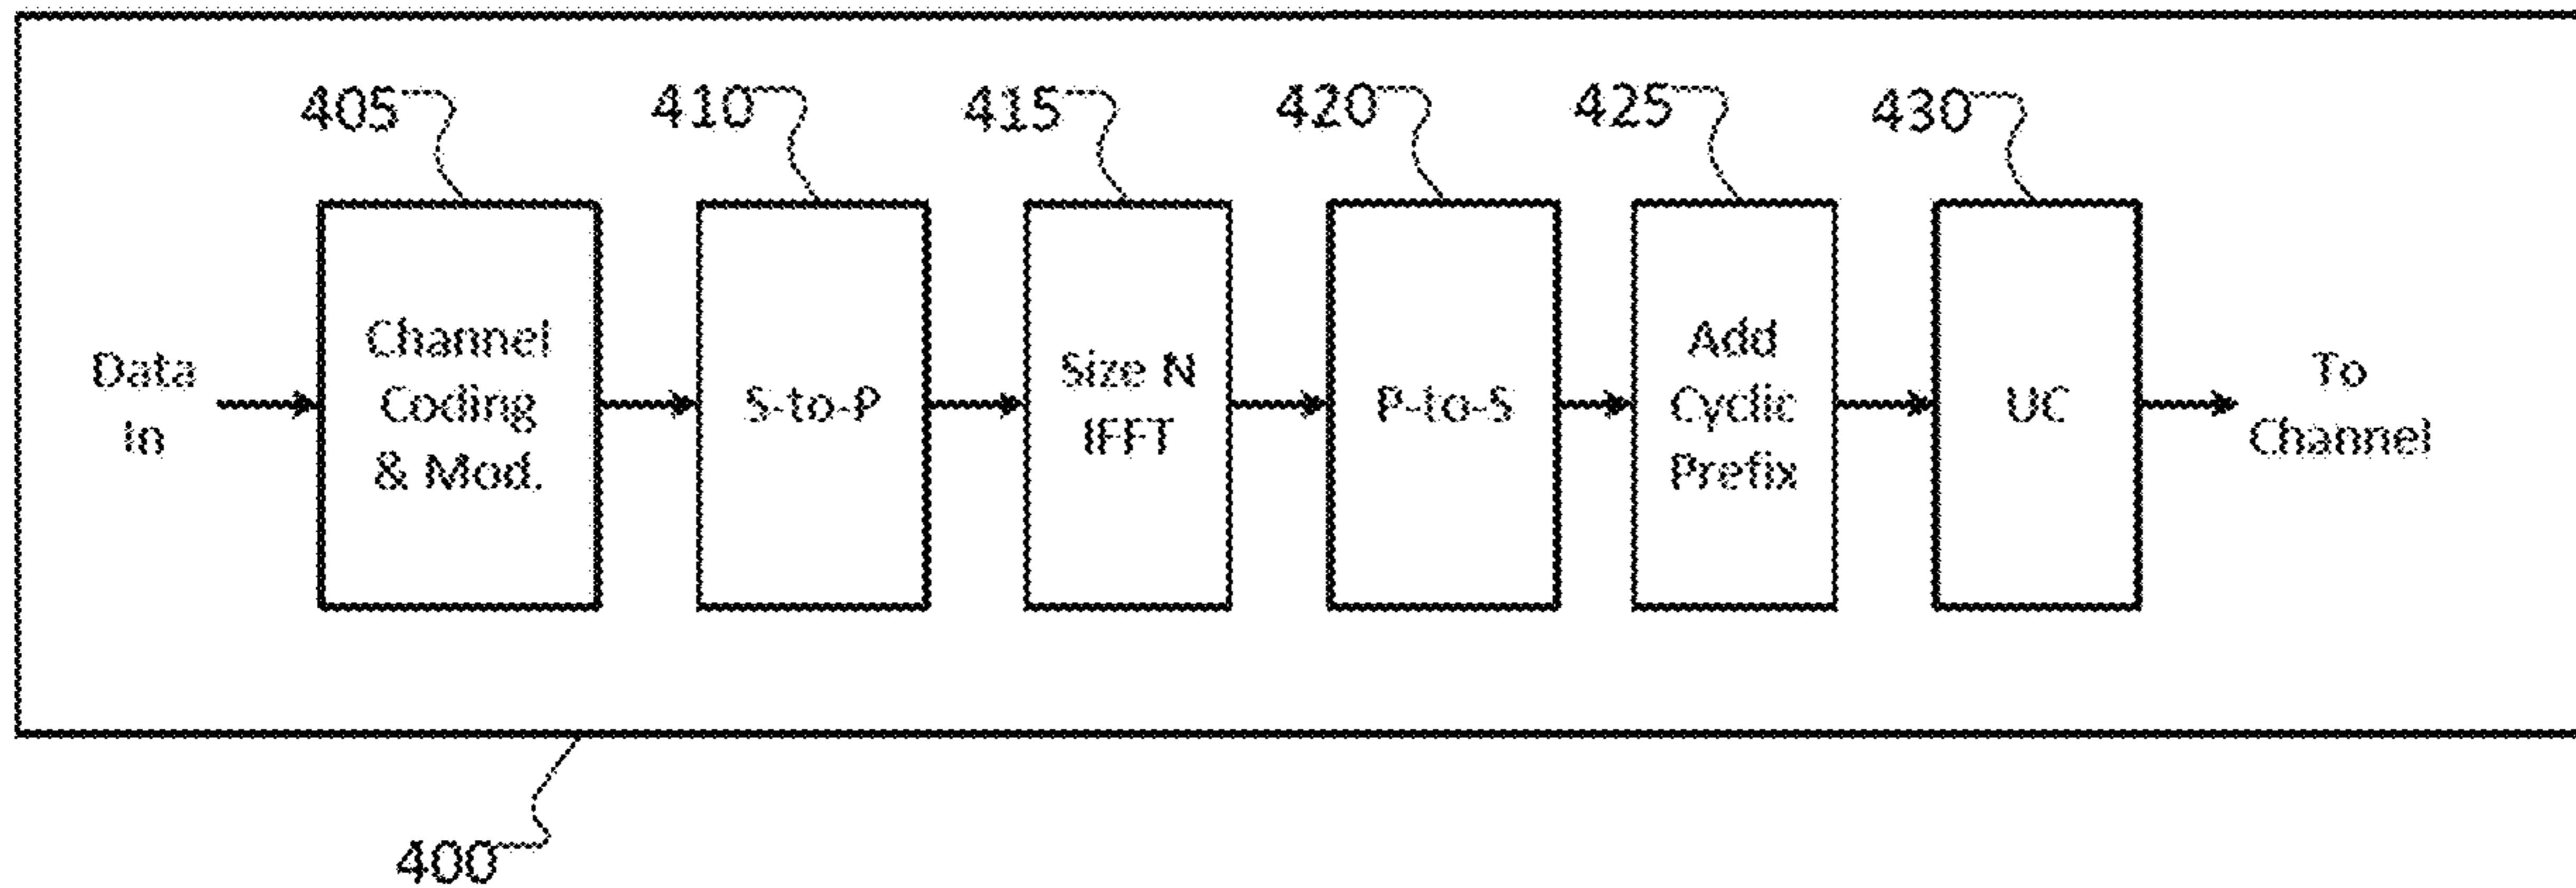 405
410
415
420
425
430
Data
In
Channel
Coding
& Mod.
S-to-P
Size N
IFFT
P-to-S
Add
Cyclic
Prefix
UC
To
Channel
400